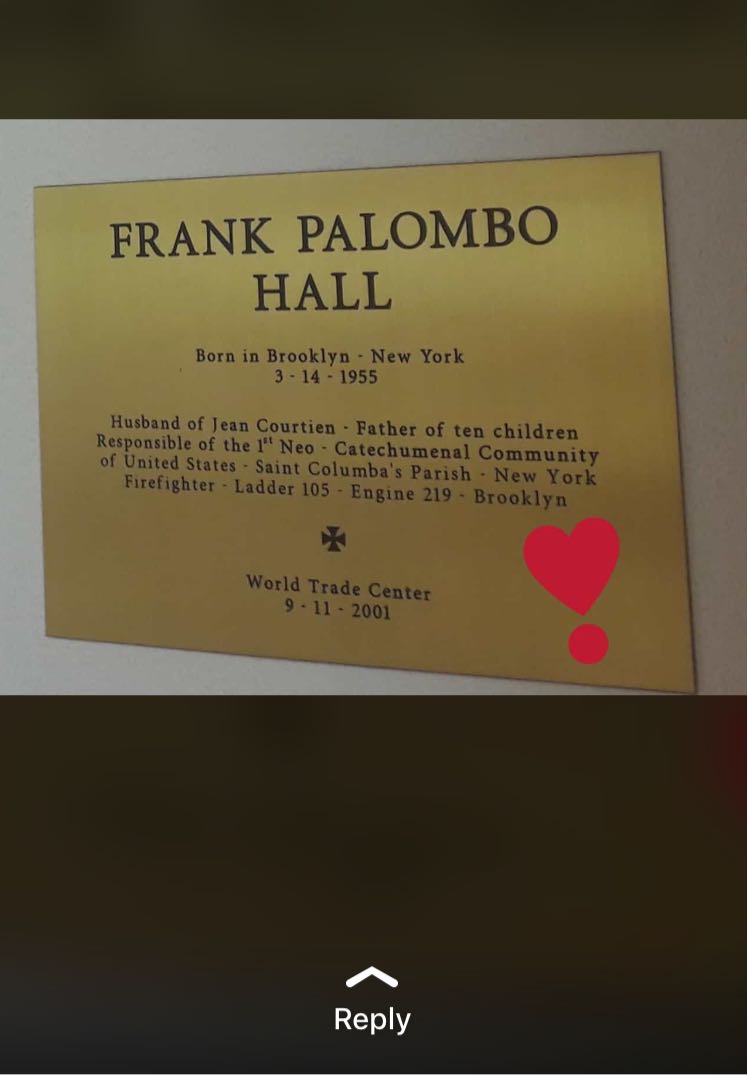 FRANK PALOMBO
HALL
Born in Brooklyn - New York
3 - 14 - 1955
Husband of Jean Courtien - Father of ten children
Responsible of the 1st Neo - Catechumenal Community
of United States - Saint Columba's Parish - New York
Firefighter - Ladder 105 - Engine 219 - Brooklyn
World Trade Center
9 - 11 - 2001
Reply